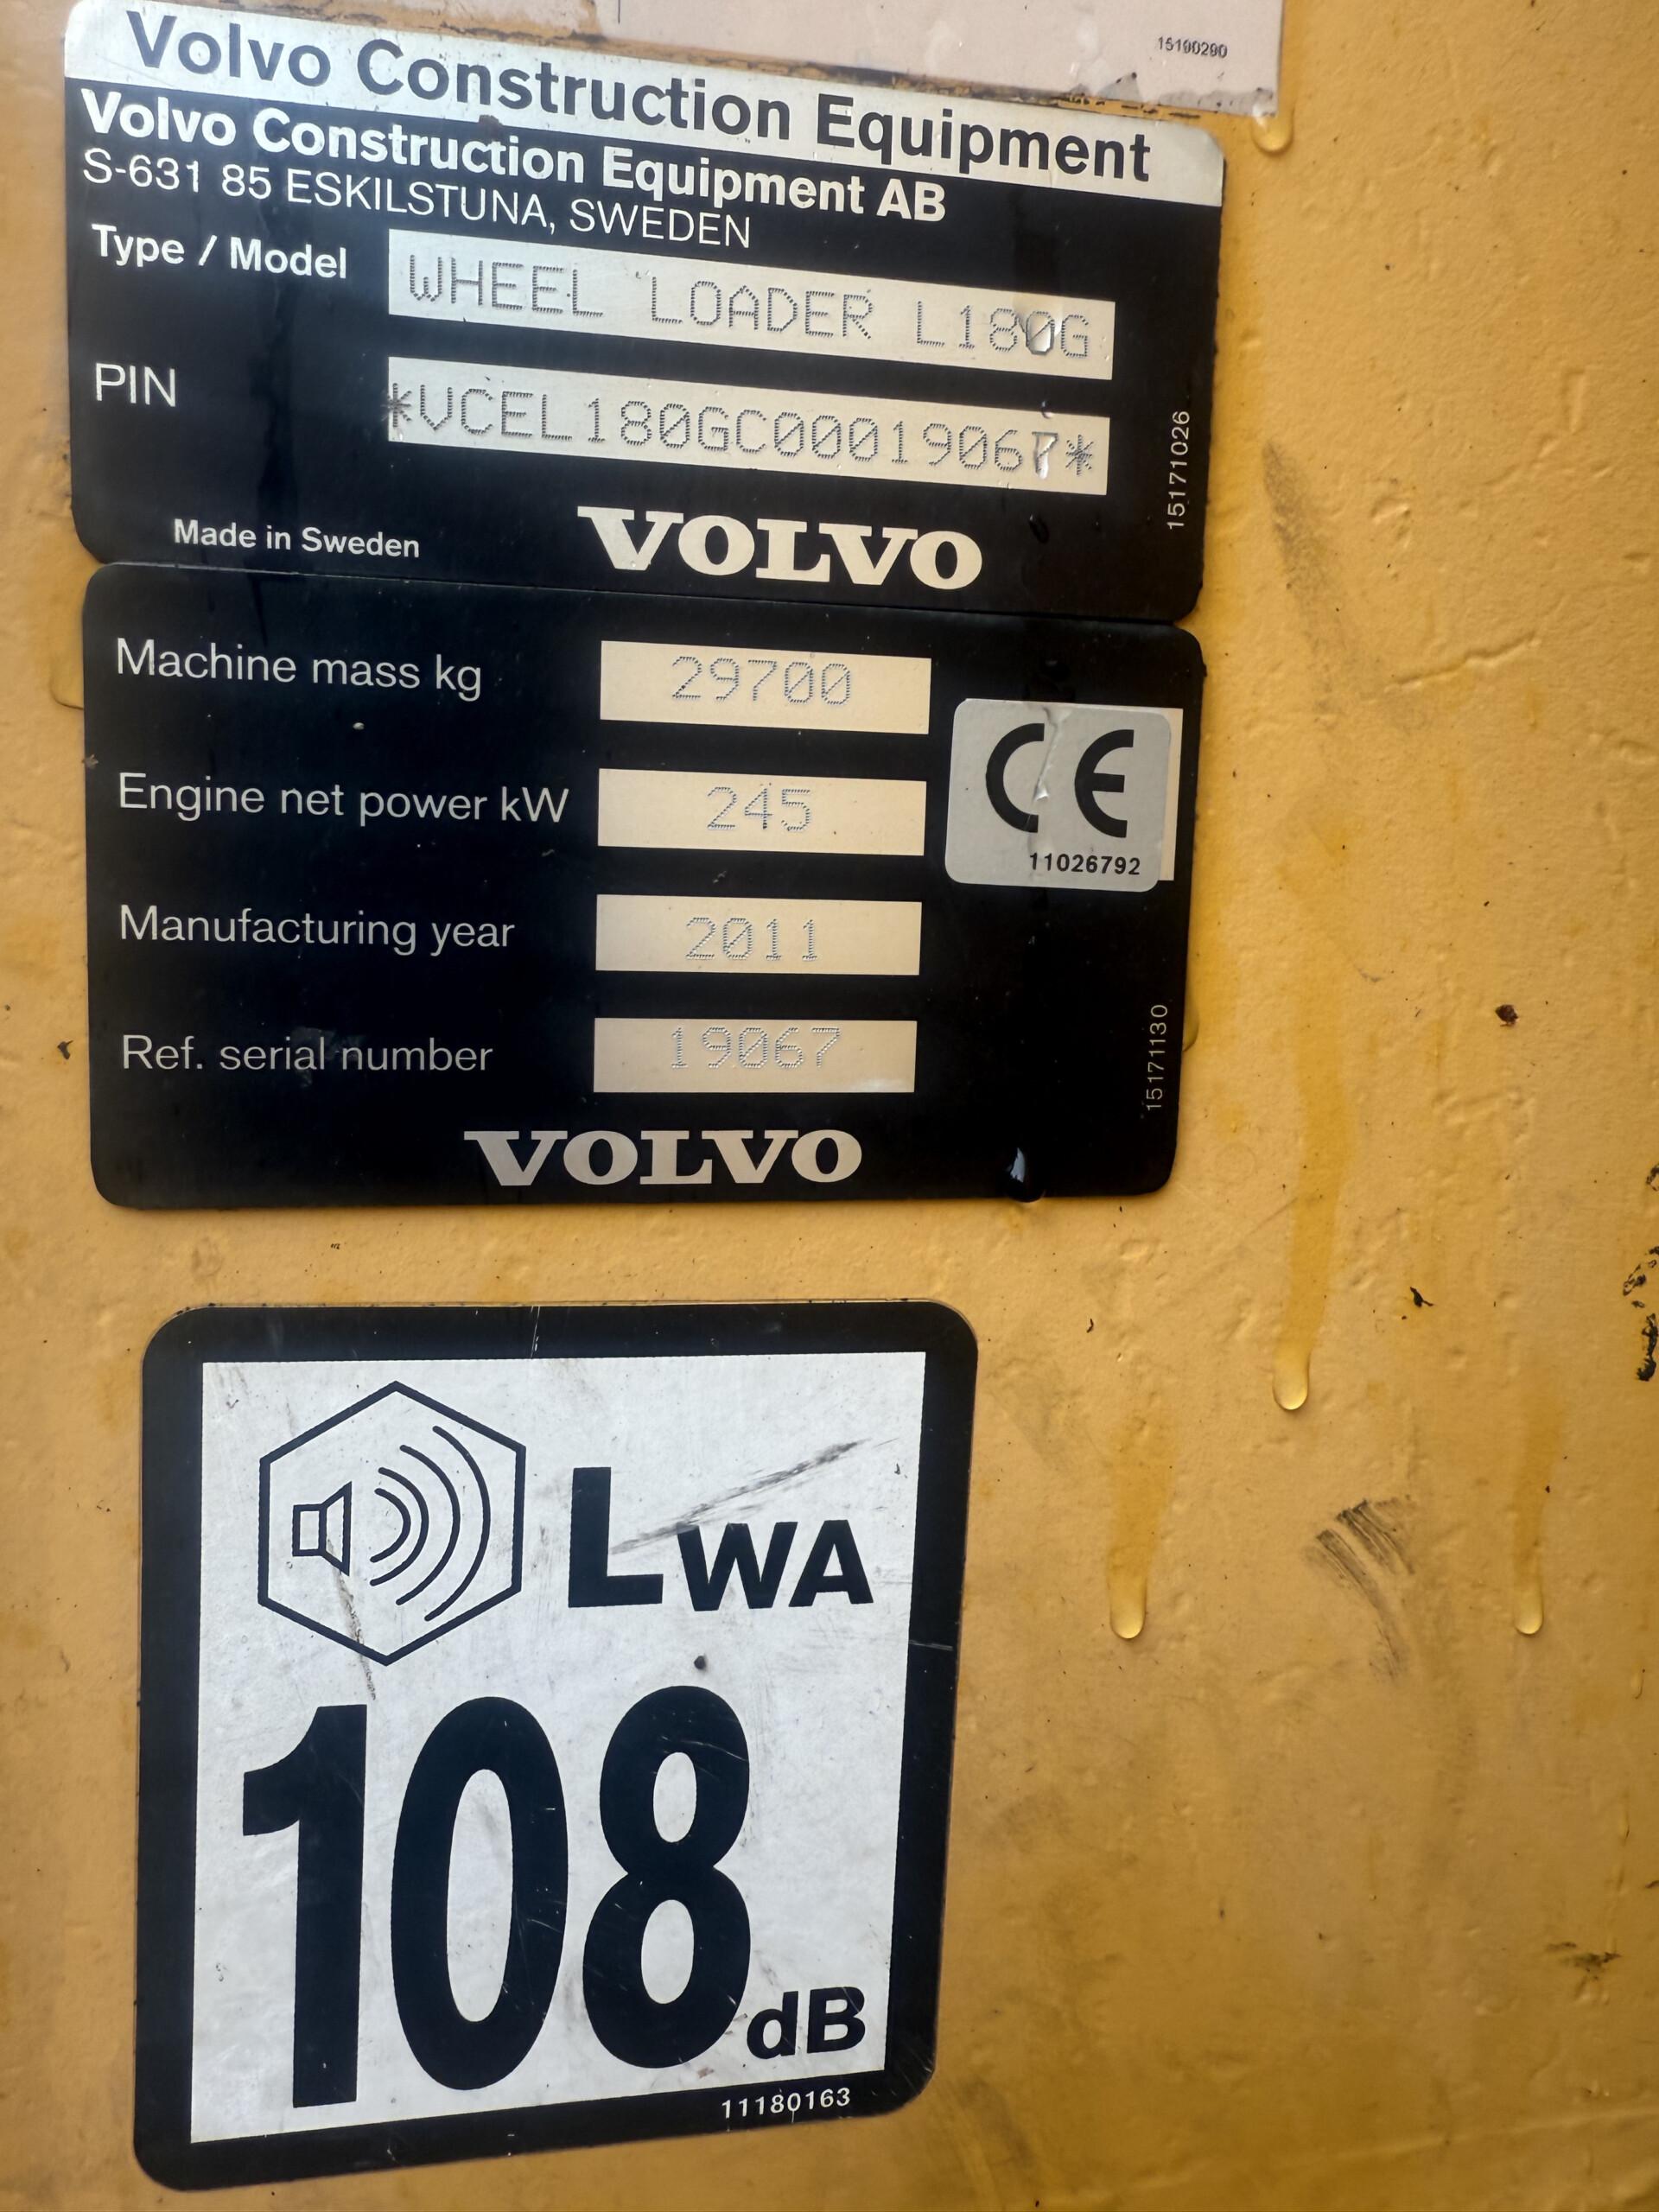 15190290
Volvo Construction Equipment
Volvo Construction Equipment AB
S-631 85 ESKILSTUNA, SWEDEN
Type / Model WHEEL LOADER L180G
PIN *VCEL180GC00019067*
15171026
Made in Sweden VOLVO
Machine mass kg 29700
Engine net power kW 245
CE
11026792
Manufacturing year 2011
Ref. serial number 19067
15171130
VOLVO
LWA
108 dB
11180163